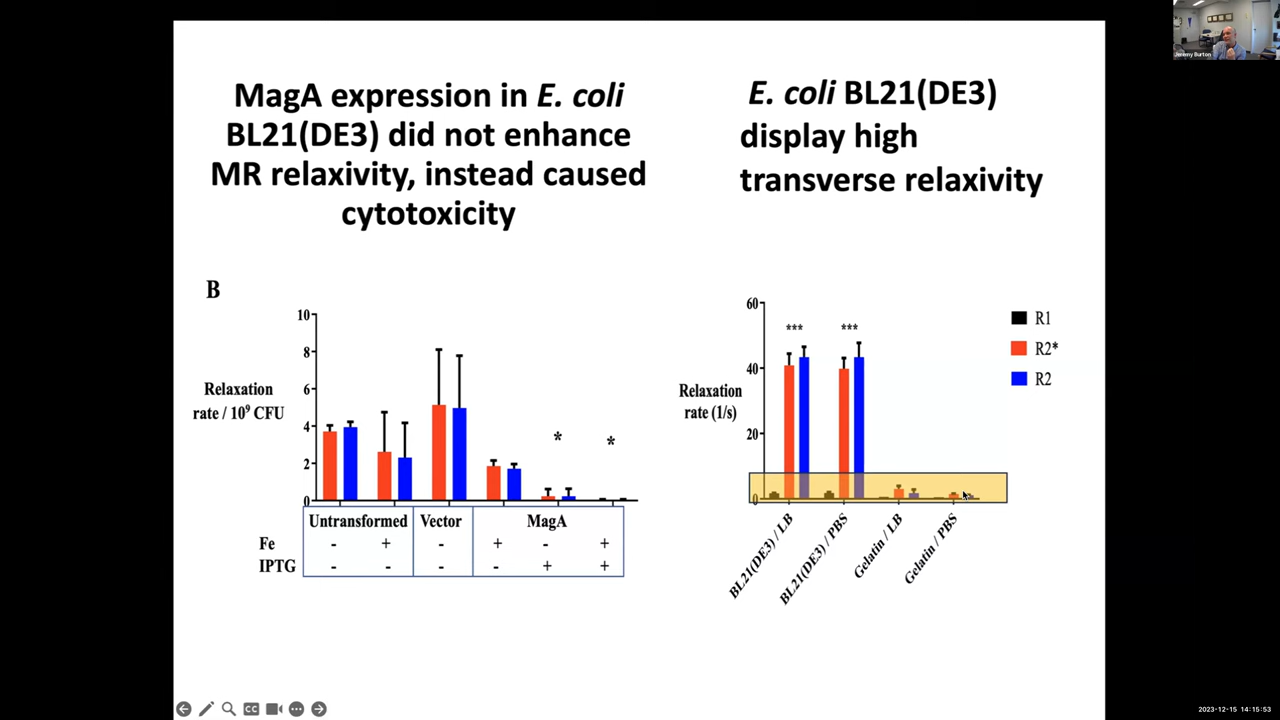 MagA expression in E. coli
BL21(DE3) did not enhance
MR relaxivity, instead caused
cytotoxicity
E. coli BL21(DE3)
display high
transverse relaxivity
B
10
8
6
4
2
0
Relaxation
rate / 10⁹ CFU
* *
Untransformed Vector MagA
Fe - + - + - +
IPTG - - - - + +
60
40
20
0
Relaxation
rate (1/s)
*** ***
BL21(DE3) / LB
BL21(DE3) / PBS
Gelatin / LB
Gelatin / PBS
R1
R2*
R2
Jeremy Burton
CC
2023-12-15 14:15:53